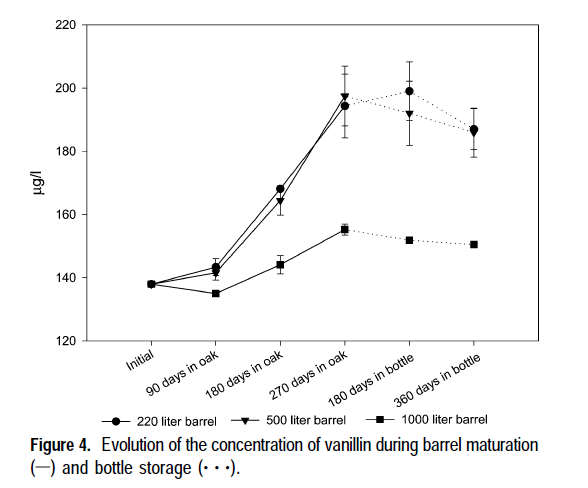 220
200
180
160
140
120
µg/l
Initial
90 days in oak
180 days in oak
270 days in oak
180 days in bottle
360 days in bottle
220 liter barrel
500 liter barrel
1000 liter barrel
Figure 4. Evolution of the concentration of vanillin during barrel maturation
(—) and bottle storage (· · ·).